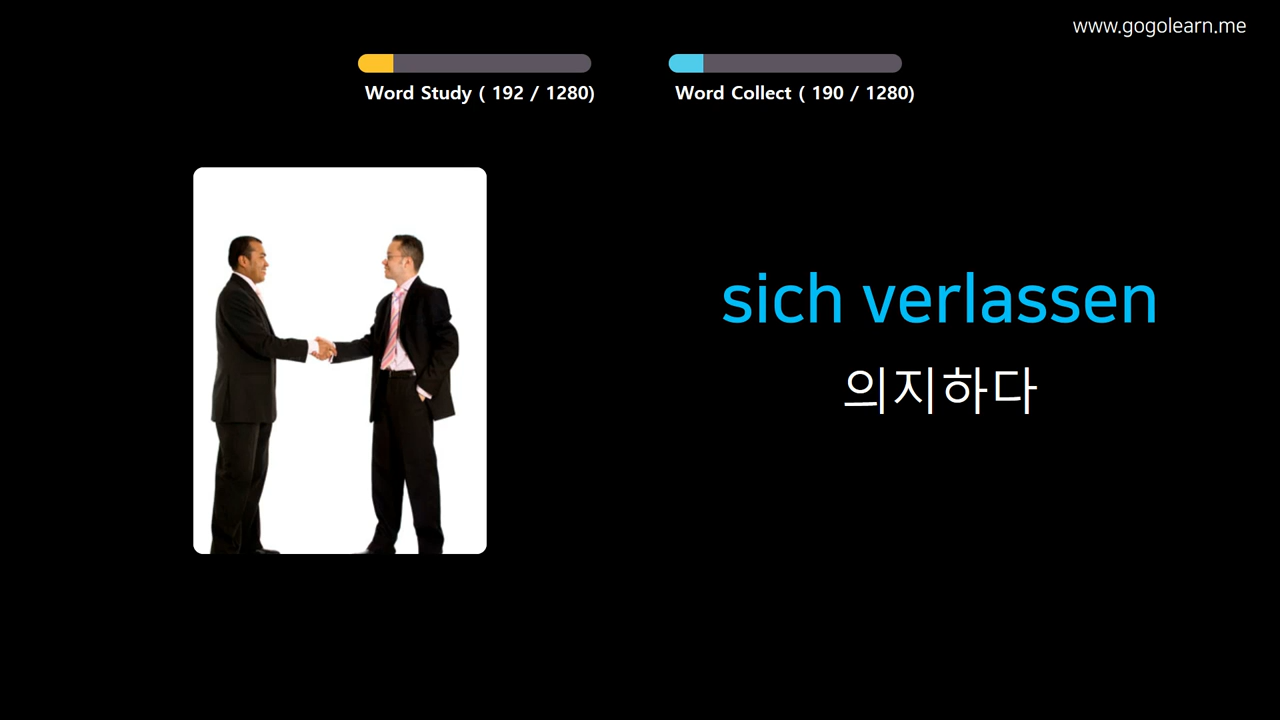 www.gogolearn.me
Word Study ( 192 / 1280)
Word Collect ( 190 / 1280)
sich verlassen
의지하다